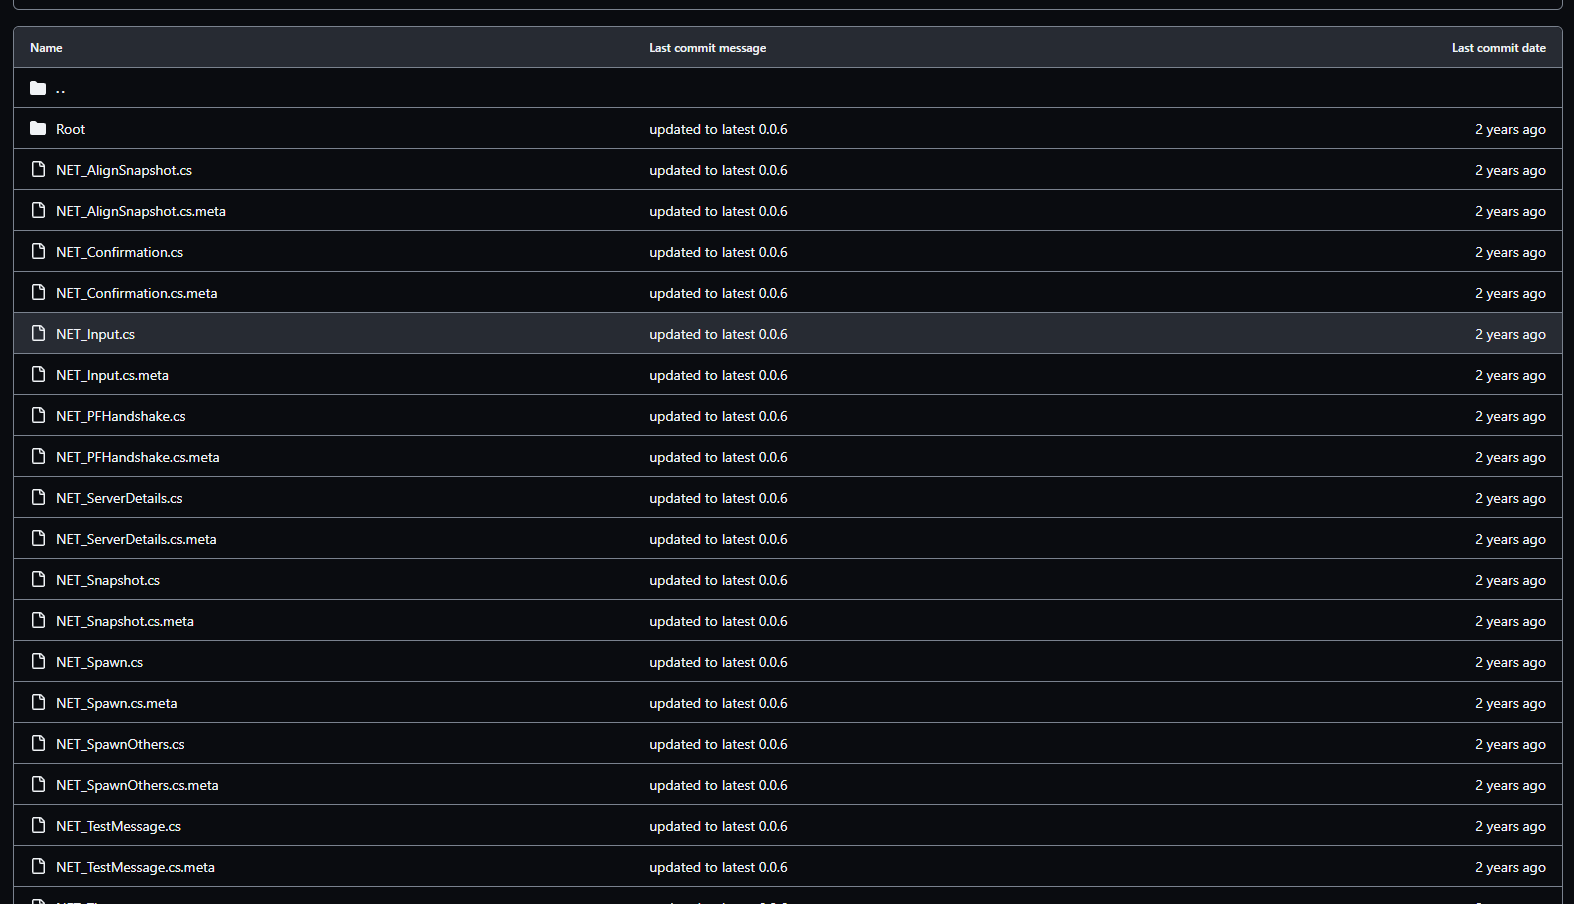 Name Last commit message Last commit date
..
Root updated to latest 0.0.6 2 years ago
NET_AlignSnapshot.cs updated to latest 0.0.6 2 years ago
NET_AlignSnapshot.cs.meta updated to latest 0.0.6 2 years ago
NET_Confirmation.cs updated to latest 0.0.6 2 years ago
NET_Confirmation.cs.meta updated to latest 0.0.6 2 years ago
NET_Input.cs updated to latest 0.0.6 2 years ago
NET_Input.cs.meta updated to latest 0.0.6 2 years ago
NET_PFHandshake.cs updated to latest 0.0.6 2 years ago
NET_PFHandshake.cs.meta updated to latest 0.0.6 2 years ago
NET_ServerDetails.cs updated to latest 0.0.6 2 years ago
NET_ServerDetails.cs.meta updated to latest 0.0.6 2 years ago
NET_Snapshot.cs updated to latest 0.0.6 2 years ago
NET_Snapshot.cs.meta updated to latest 0.0.6 2 years ago
NET_Spawn.cs updated to latest 0.0.6 2 years ago
NET_Spawn.cs.meta updated to latest 0.0.6 2 years ago
NET_SpawnOthers.cs updated to latest 0.0.6 2 years ago
NET_SpawnOthers.cs.meta updated to latest 0.0.6 2 years ago
NET_TestMessage.cs updated to latest 0.0.6 2 years ago
NET_TestMessage.cs.meta updated to latest 0.0.6 2 years ago